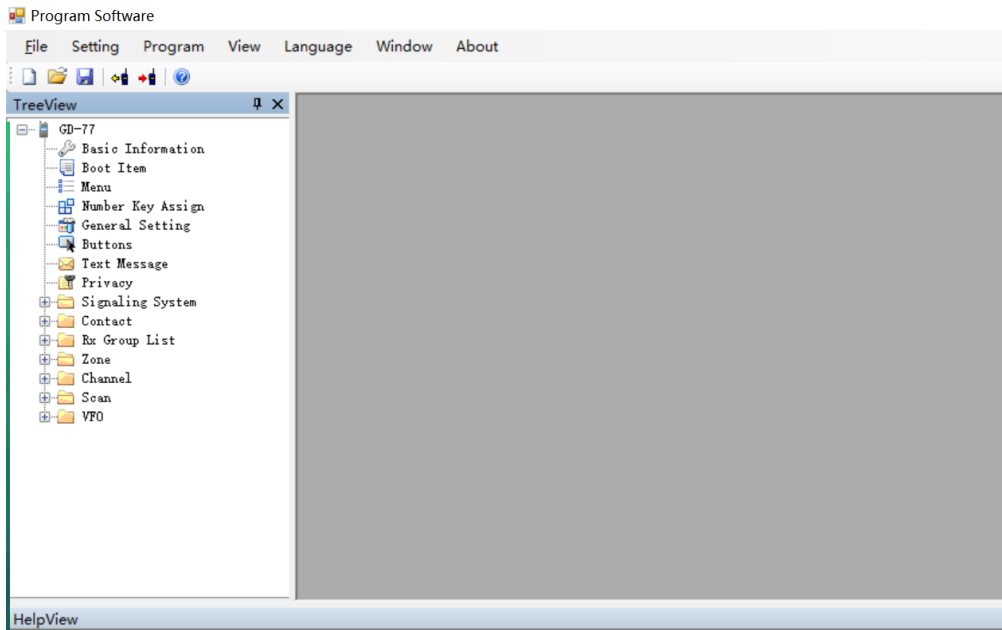 Program Software
File Setting Program View Language Window About
TreeView
GD-77
Basic Information
Boot Item
Menu
Number Key Assign
General Setting
Buttons
Text Message
Privacy
Signaling System
Contact
Rx Group List
Zone
Channel
Scan
VFO
HelpView